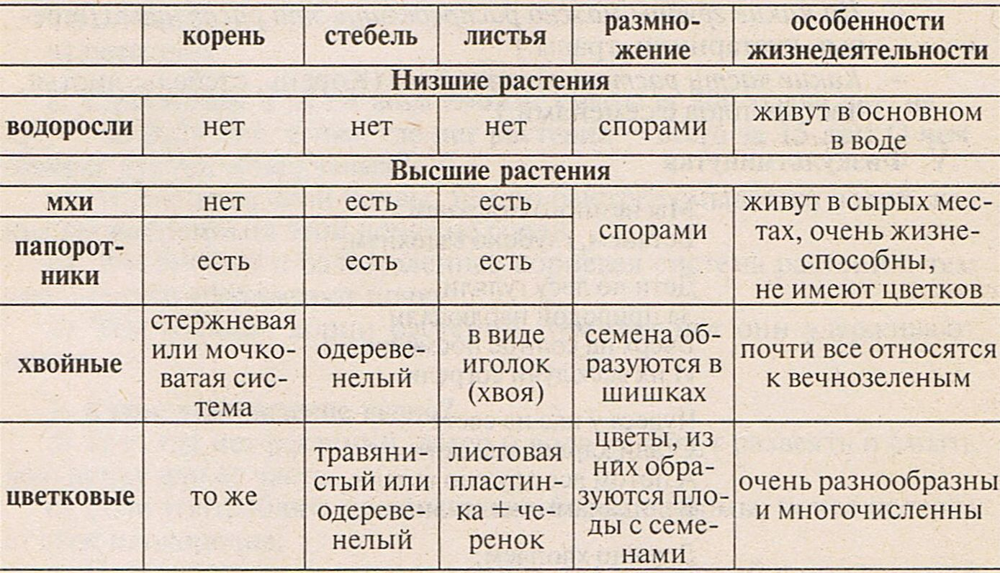 корень стебель листья размно-
жение особенности
жизнедеятельности
Низшие растения
водоросли нет нет нет спорами живут в основном
в воде
Высшие растения
мхи нет есть есть
папорот-
ники есть есть есть
спорами
живут в сырых мес-
тах, очень жизне-
способны,
не имеют цветков
хвойные
стержневая
или мочко-
ватая сис-
тема
одереве-
нелый
в виде
иголок
(хвоя)
семена об-
разуются в
шишках
почти все относятся
к вечнозеленым
цветковые
то же
травяни-
стый или
одереве-
нелый
листовая
пластин-
ка + че-
ренок
цветы, из
них обра-
зуются пло-
ды с семе-
нами
очень разнообразны
и многочисленны